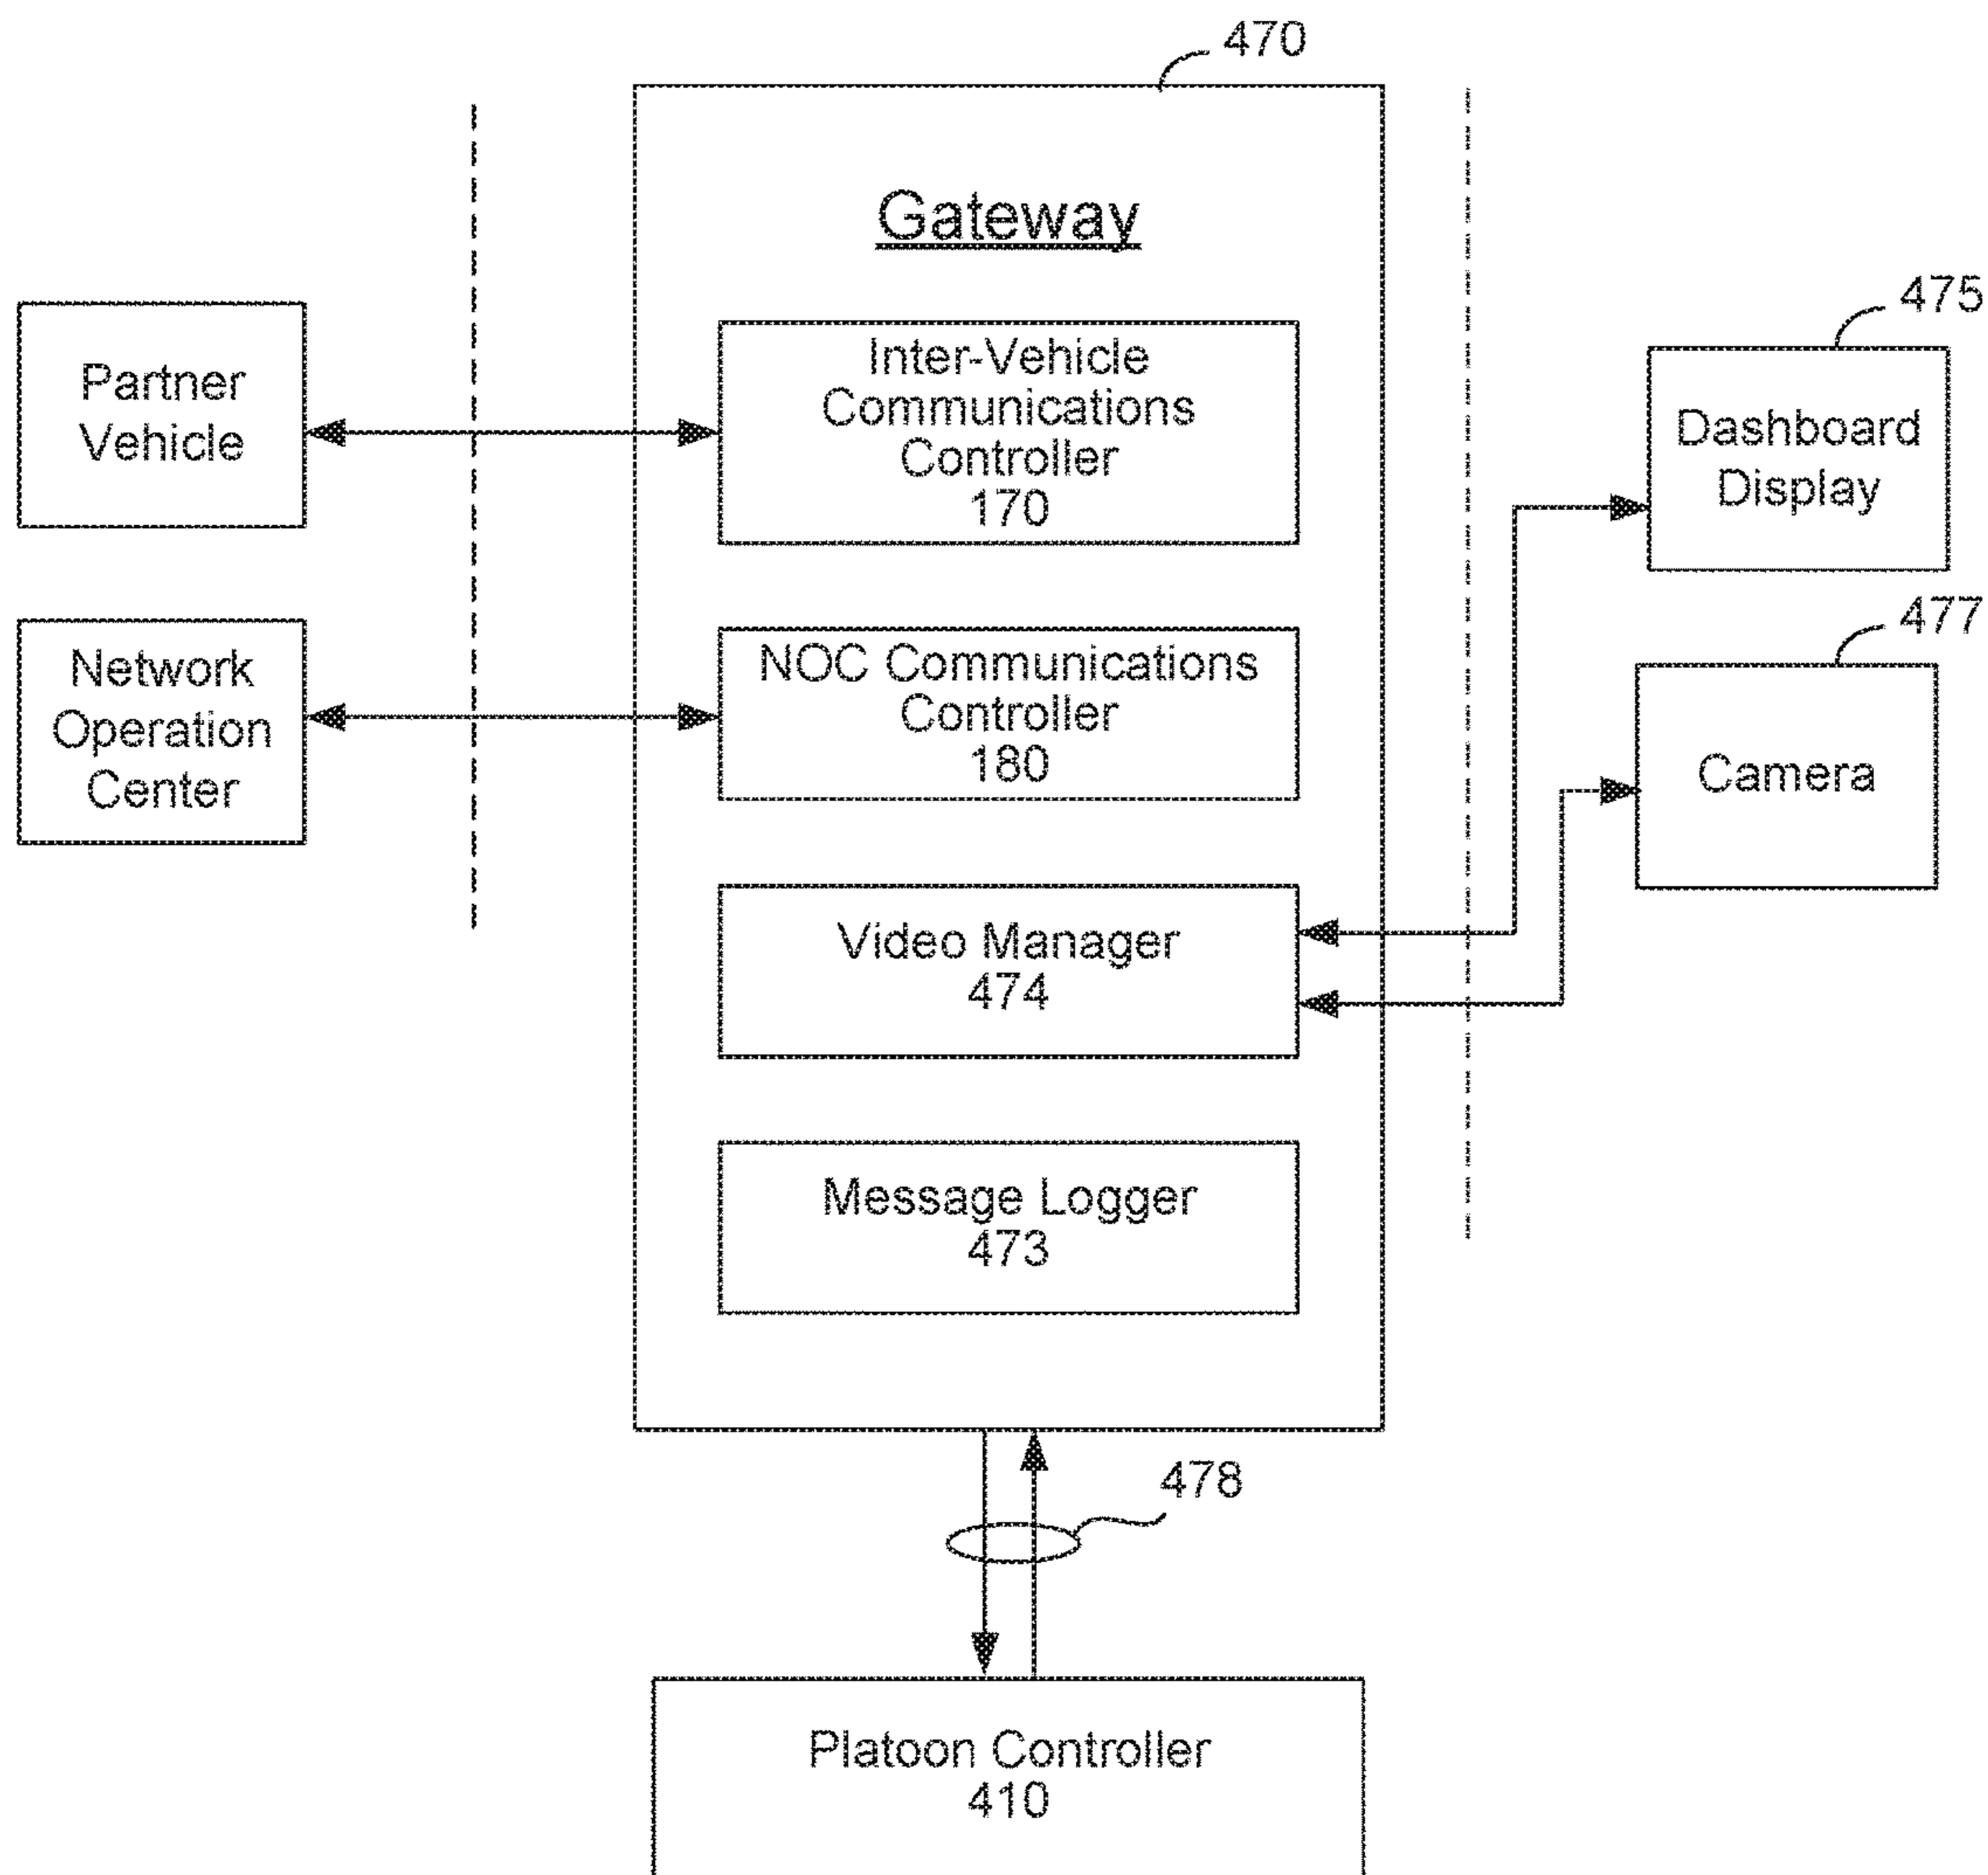 470
Gateway
475
Partner
Vehicle
Inter-Vehicle
Communications
Controller
170
Dashboard
Display
477
Network
Operation
Center
NOC Communications
Controller
180
Camera
Video Manager
474
Message Logger
473
478
Platoon Controller
410